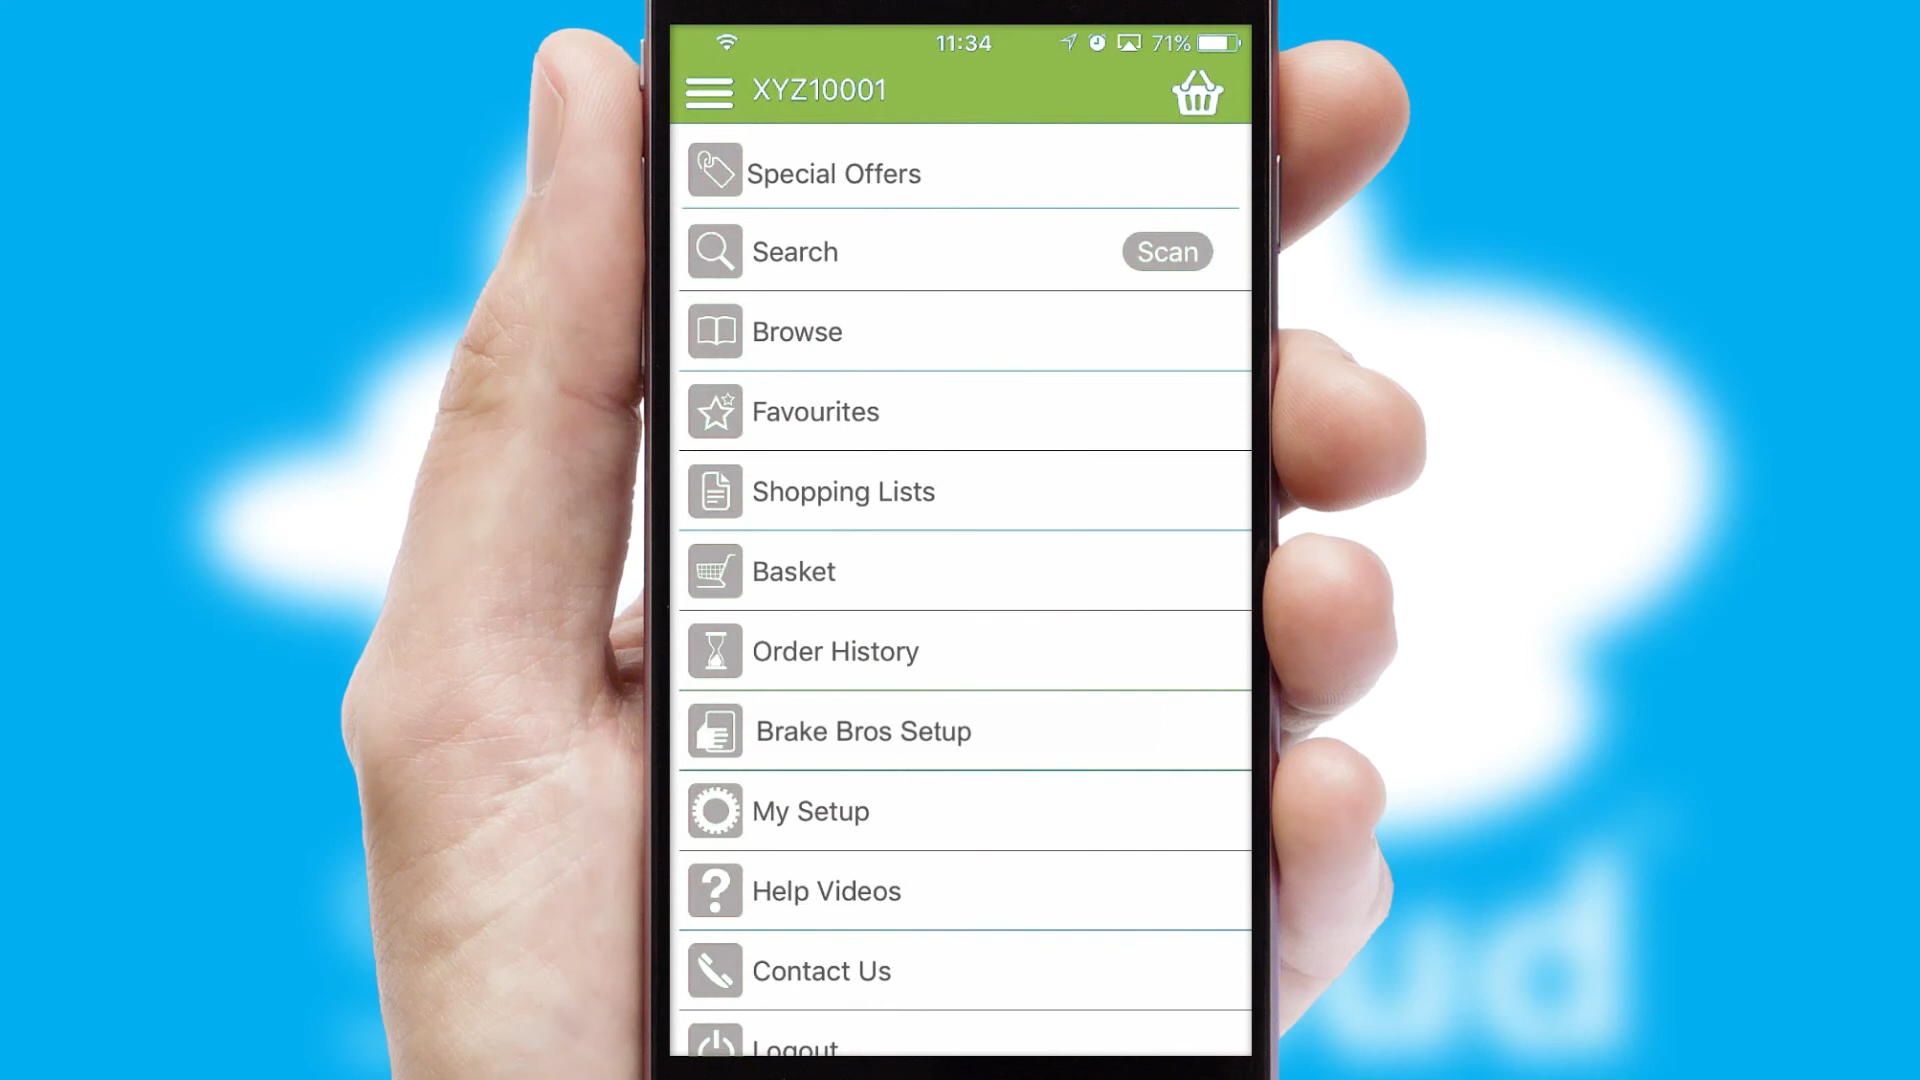 11:34
71%
XYZ10001
Special Offers
Search
Scan
Browse
Favourites
Shopping Lists
Basket
Order History
Brake Bros Setup
My Setup
Help Videos
Contact Us
Logout